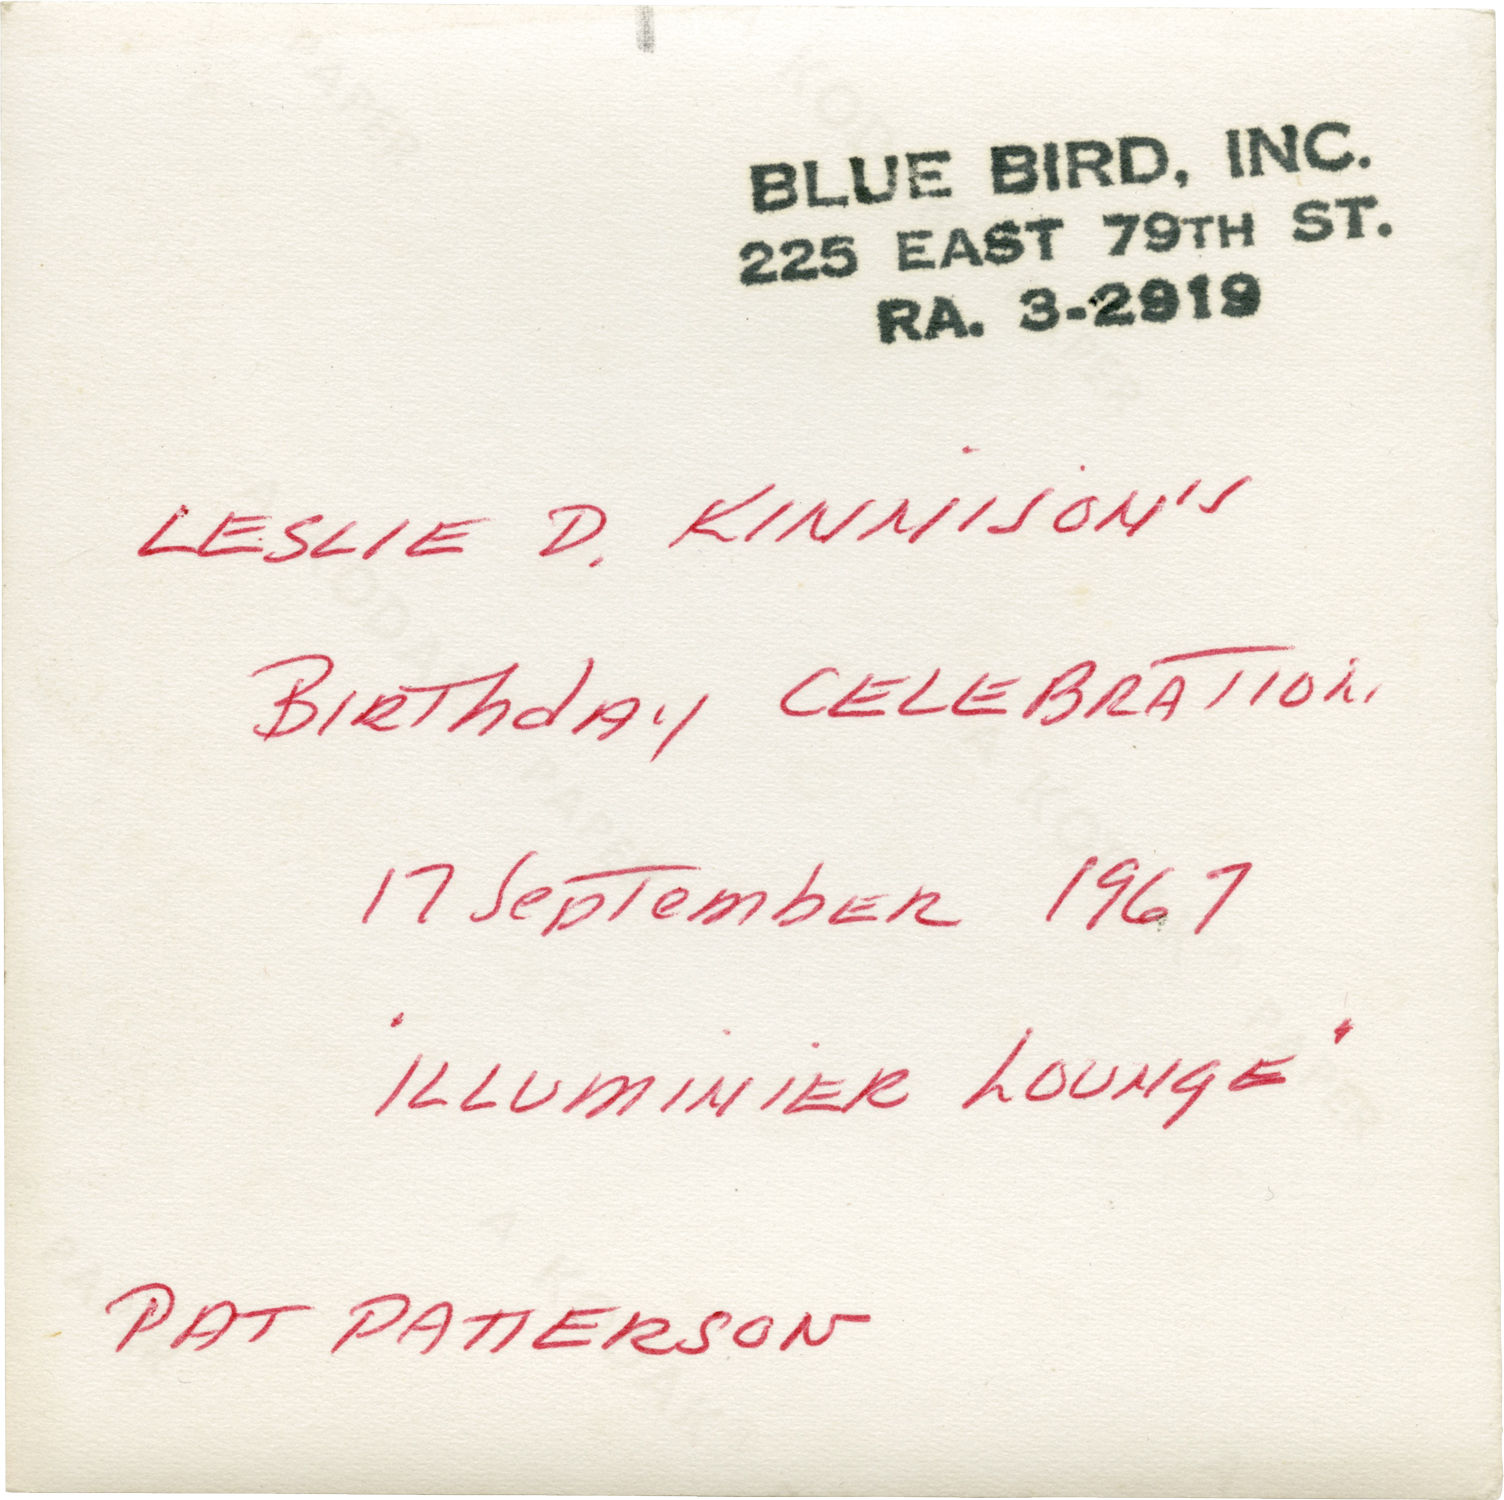 BLUE BIRD, INC.
225 EAST 79TH ST.
RA. 3-2919
LESLIE D. KINNISON'S
BIRThdAy CELEBRATION.
17 SepTembER 1967
"ILLUMINIER LOUNGE"
PAT PATTERSON